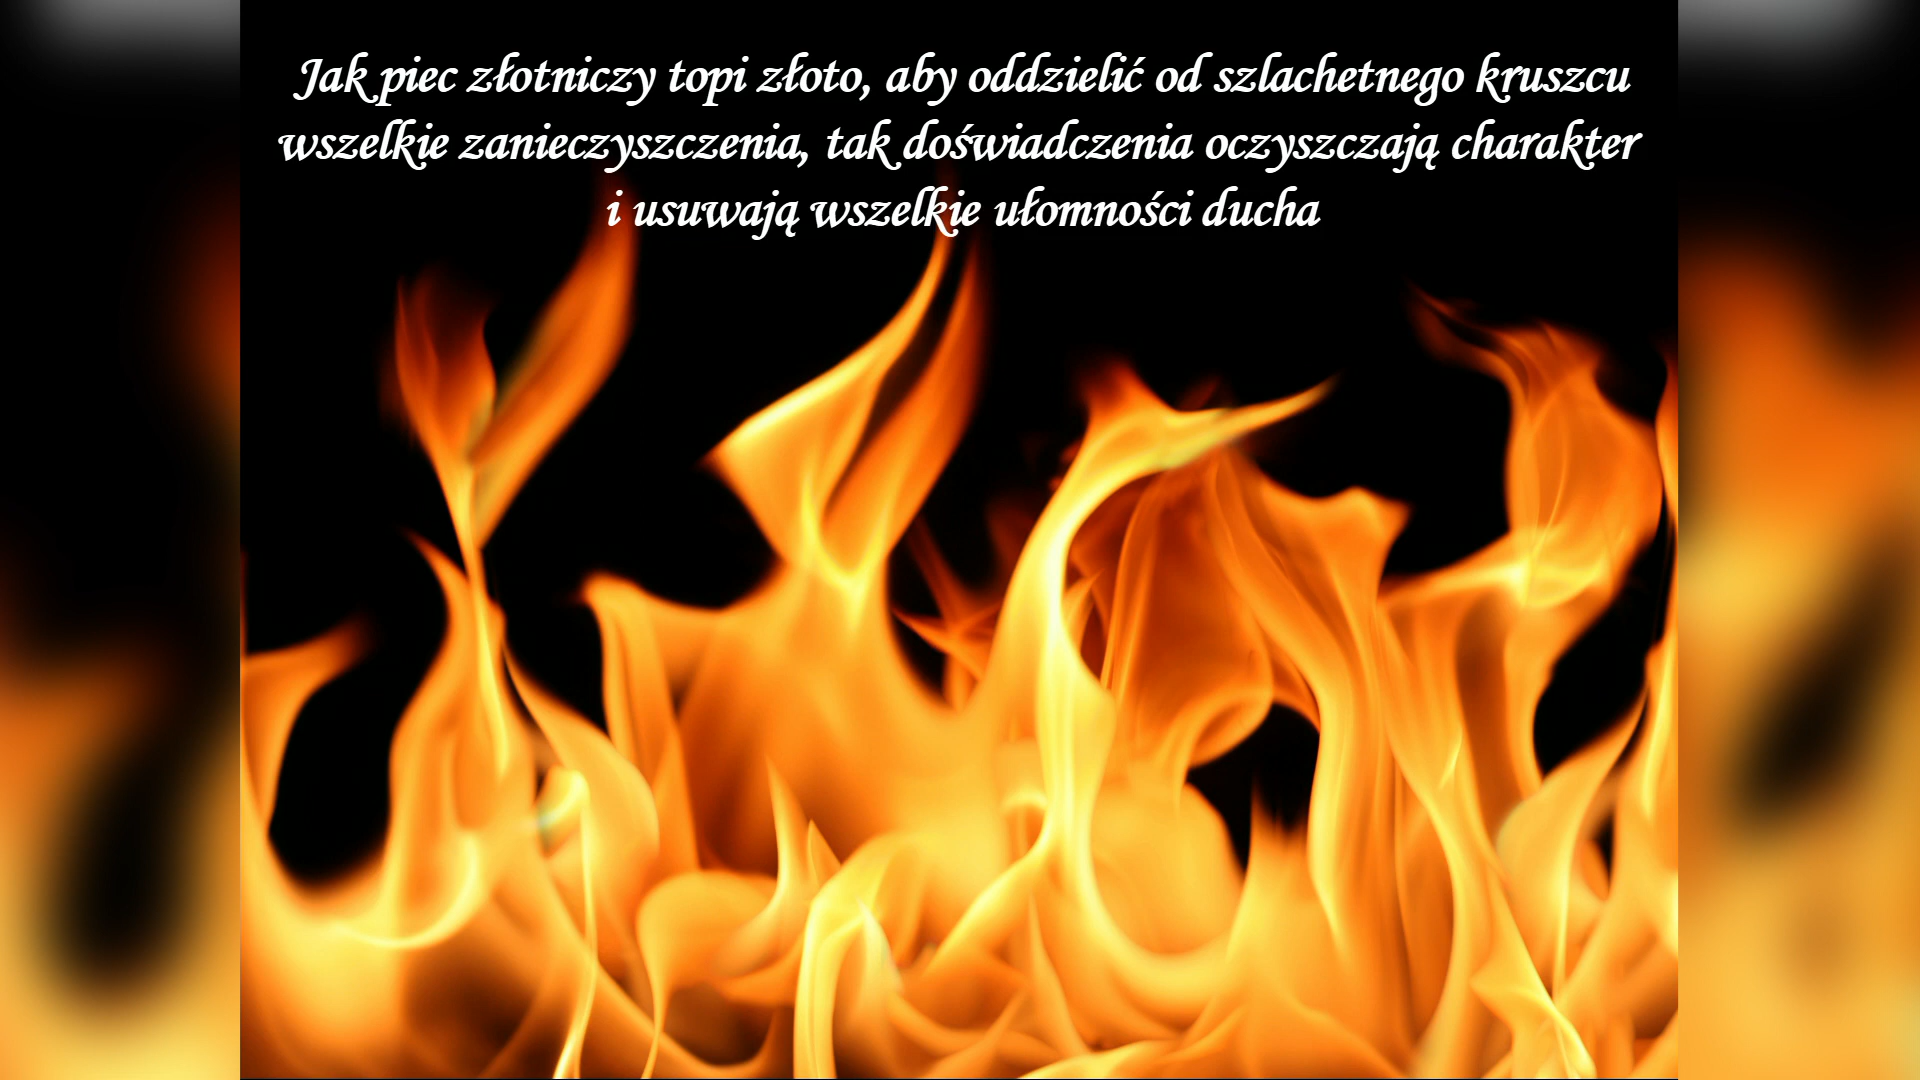 Jak piec złotniczy topi złoto, aby oddzielić od szlachetnego kruszcu
wszelkie zanieczyszczenia, tak doświadczenia oczyszczają charakter
i usuwają wszelkie ułomności ducha